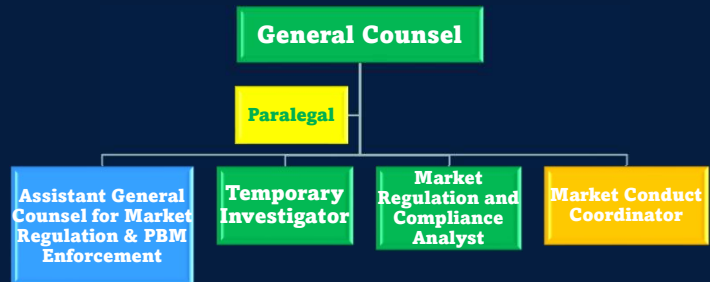 General Counsel
Paralegal
Assistant General
Counsel for Market
Regulation & PBM
Enforcement
Temporary
Investigator
Market
Regulation and
Compliance
Analyst
Market Conduct
Coordinator